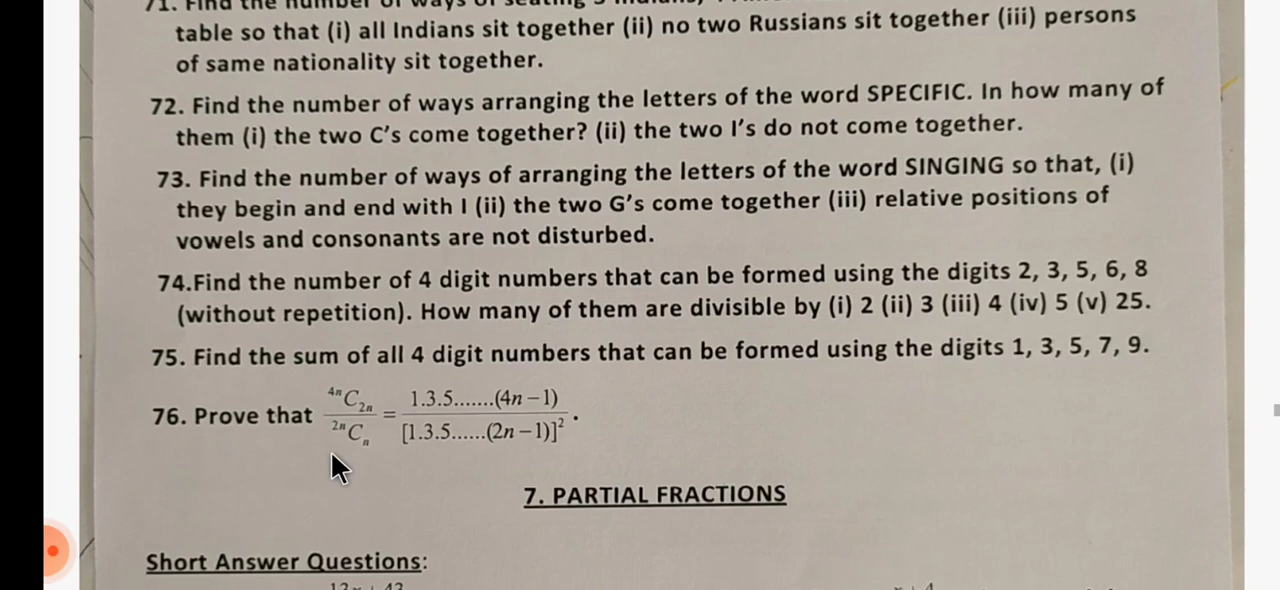 71. Find the number of ways of seating 5 Indians,
table so that (i) all Indians sit together (ii) no two Russians sit together (iii) persons
of same nationality sit together.
72. Find the number of ways arranging the letters of the word SPECIFIC. In how many of
them (i) the two C's come together? (ii) the two I's do not come together.
73. Find the number of ways of arranging the letters of the word SINGING so that, (i)
they begin and end with I (ii) the two G's come together (iii) relative positions of
vowels and consonants are not disturbed.
74.Find the number of 4 digit numbers that can be formed using the digits 2, 3, 5, 6, 8
(without repetition). How many of them are divisible by (i) 2 (ii) 3 (iii) 4 (iv) 5 (v) 25.
75. Find the sum of all 4 digit numbers that can be formed using the digits 1, 3, 5, 7, 9.
76. Prove that ⁴ⁿC₂ₙ / ²ⁿCₙ = 1.3.5.......(4n–1) / [1.3.5......(2n–1)]² .
7. PARTIAL FRACTIONS
Short Answer Questions: